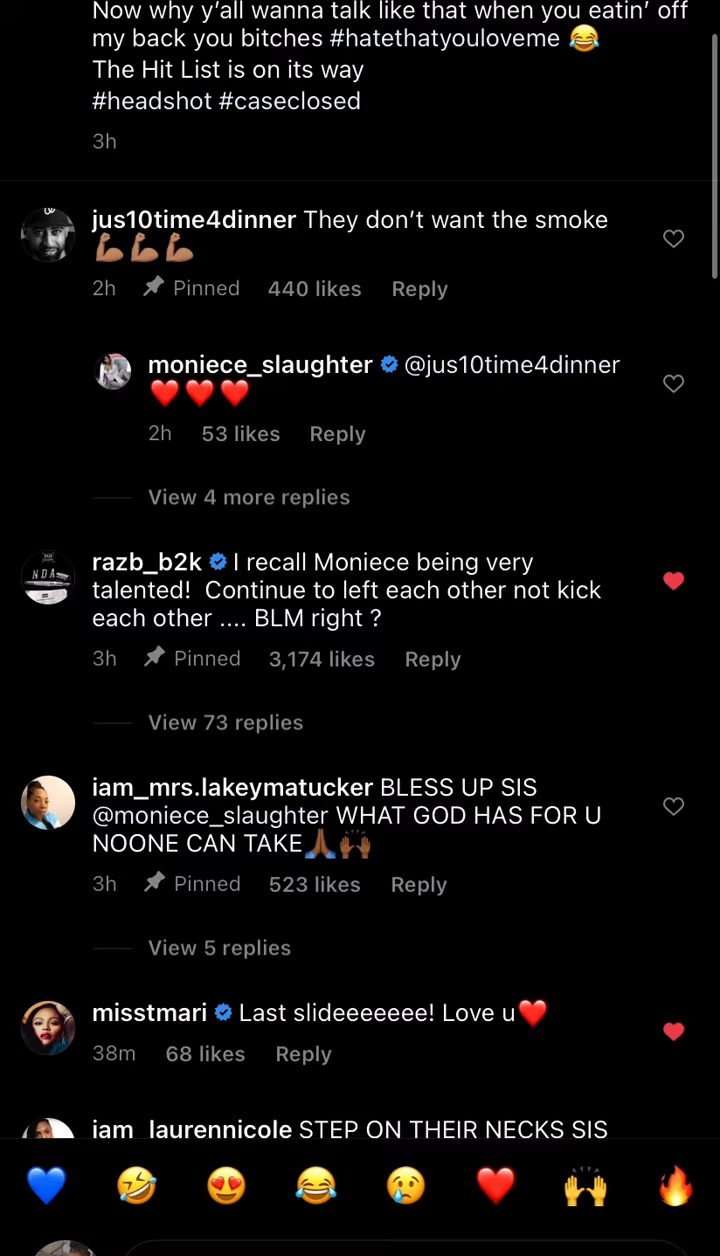 Now why y’all wanna talk like that when you eatin’ off
my back you bitches #hatethatyouloveme 😂
The Hit List is on its way
#headshot #caseclosed
3h
jus10time4dinner They don’t want the smoke
💪🏽💪🏽💪🏽
2h Pinned 440 likes Reply
moniece_slaughter @jus10time4dinner
❤️❤️❤️
2h 53 likes Reply
View 4 more replies
NDA
razb_b2k I recall Moniece being very
talented!  Continue to left each other not kick
each other .... BLM right ?
3h Pinned 3,174 likes Reply
View 73 replies
iam_mrs.lakeymatucker BLESS UP SIS
@moniece_slaughter WHAT GOD HAS FOR U
NOONE CAN TAKE🙏🏾🙌🏾
3h Pinned 523 likes Reply
View 5 replies
misstmari Last slideeeeeee! Love u❤️
38m 68 likes Reply
iam_laurennicole STEP ON THEIR NECKS SIS
💙 🤣 😍 😂 😢 ❤️ 🙌 🔥